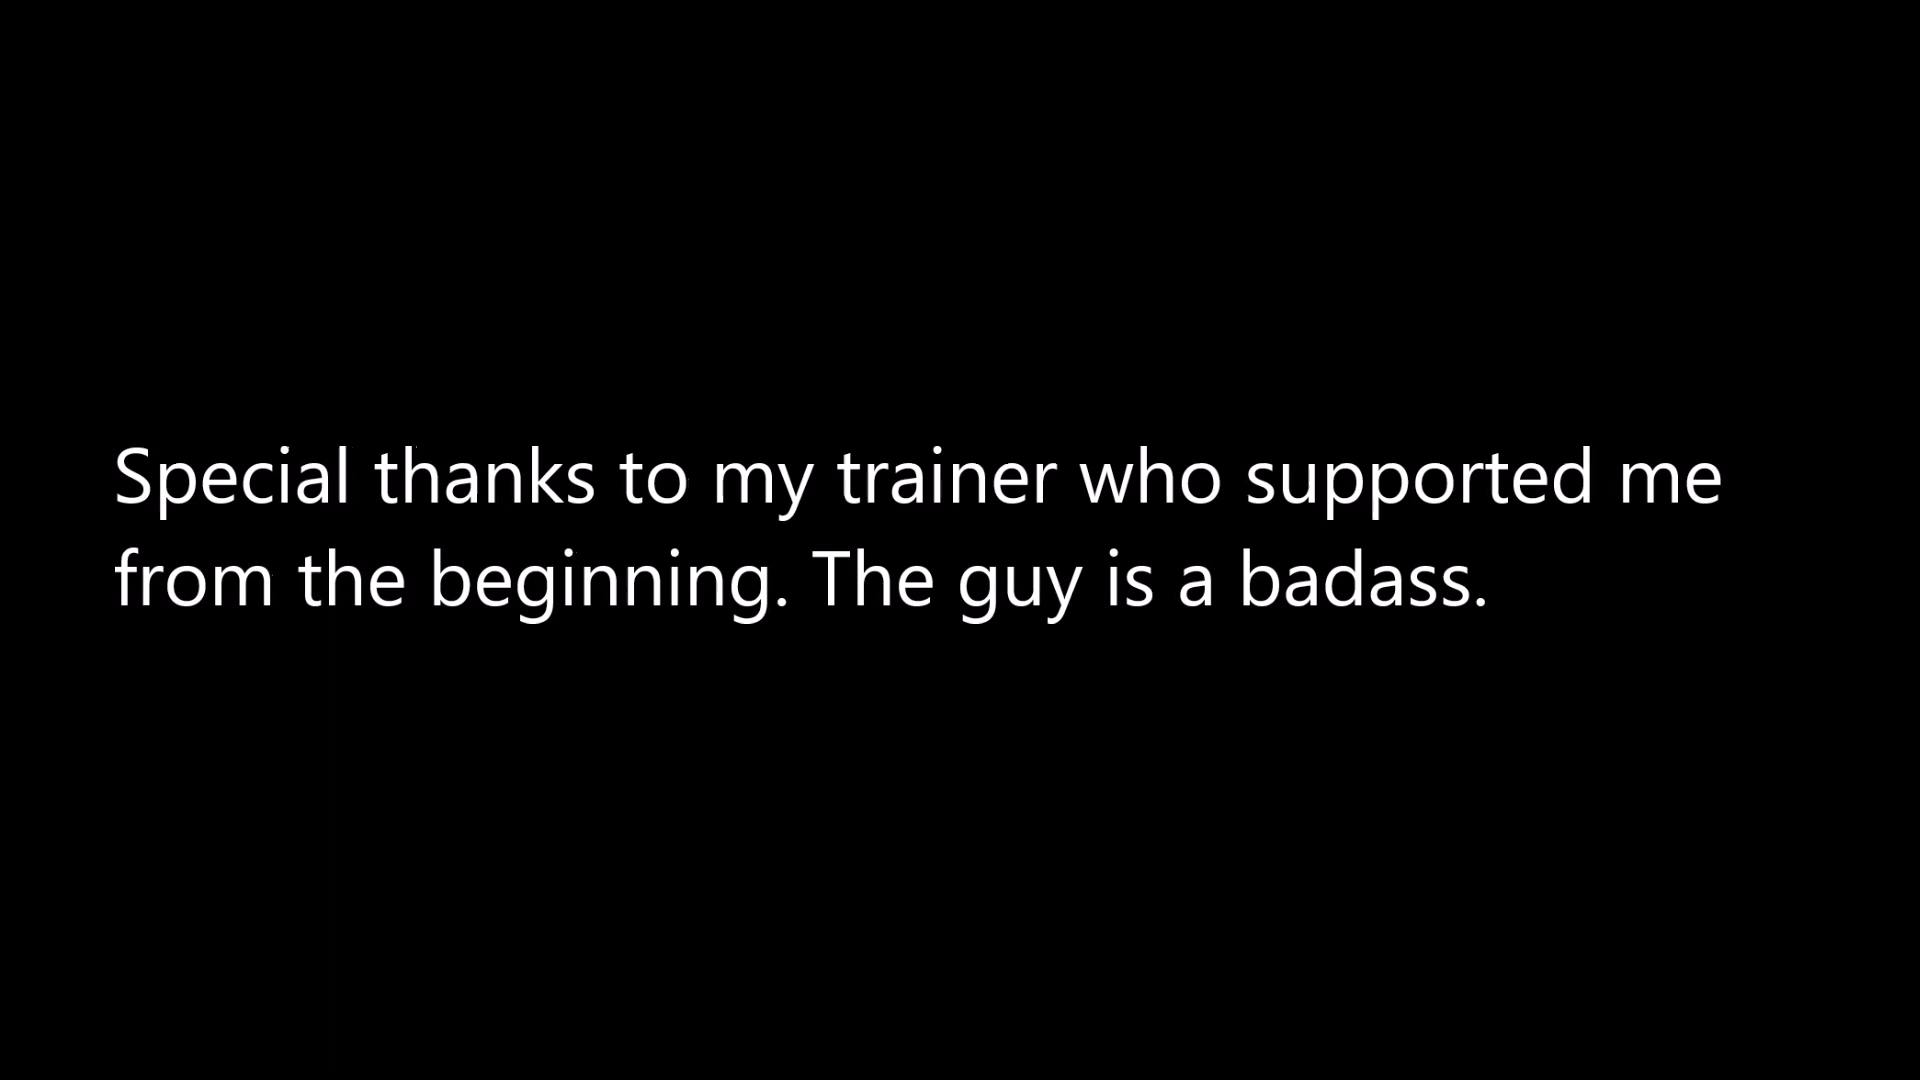 Special thanks to my trainer who supported me
from the beginning. The guy is a badass.